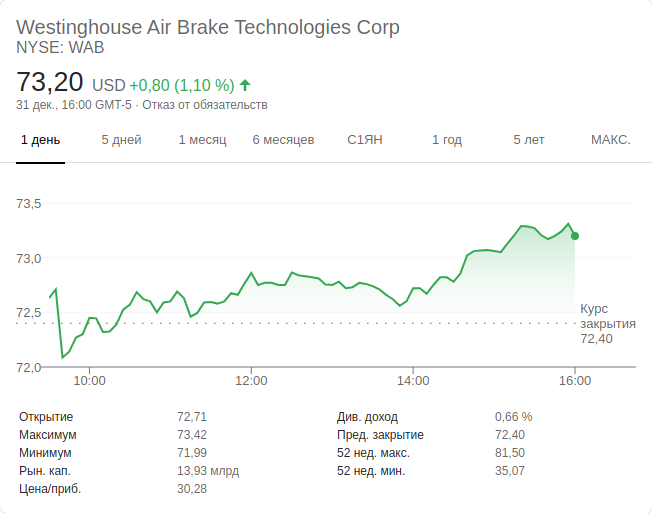 Westinghouse Air Brake Technologies Corp
NYSE: WAB
73,20 USD +0,80 (1,10 %)
31 дек., 16:00 GMT-5 · Отказ от обязательств
1 день 5 дней 1 месяц 6 месяцев С1ЯН 1 год 5 лет МАКС.
73,5
73,0
72,5
72,0
Курс
закрытия
72,40
10:00 12:00 14:00 16:00
Открытие 72,71 Див. доход 0,66 %
Максимум 73,42 Пред. закрытие 72,40
Минимум 71,99 52 нед. макс. 81,50
Рын. кап. 13,93 млрд 52 нед. мин. 35,07
Цена/приб. 30,28